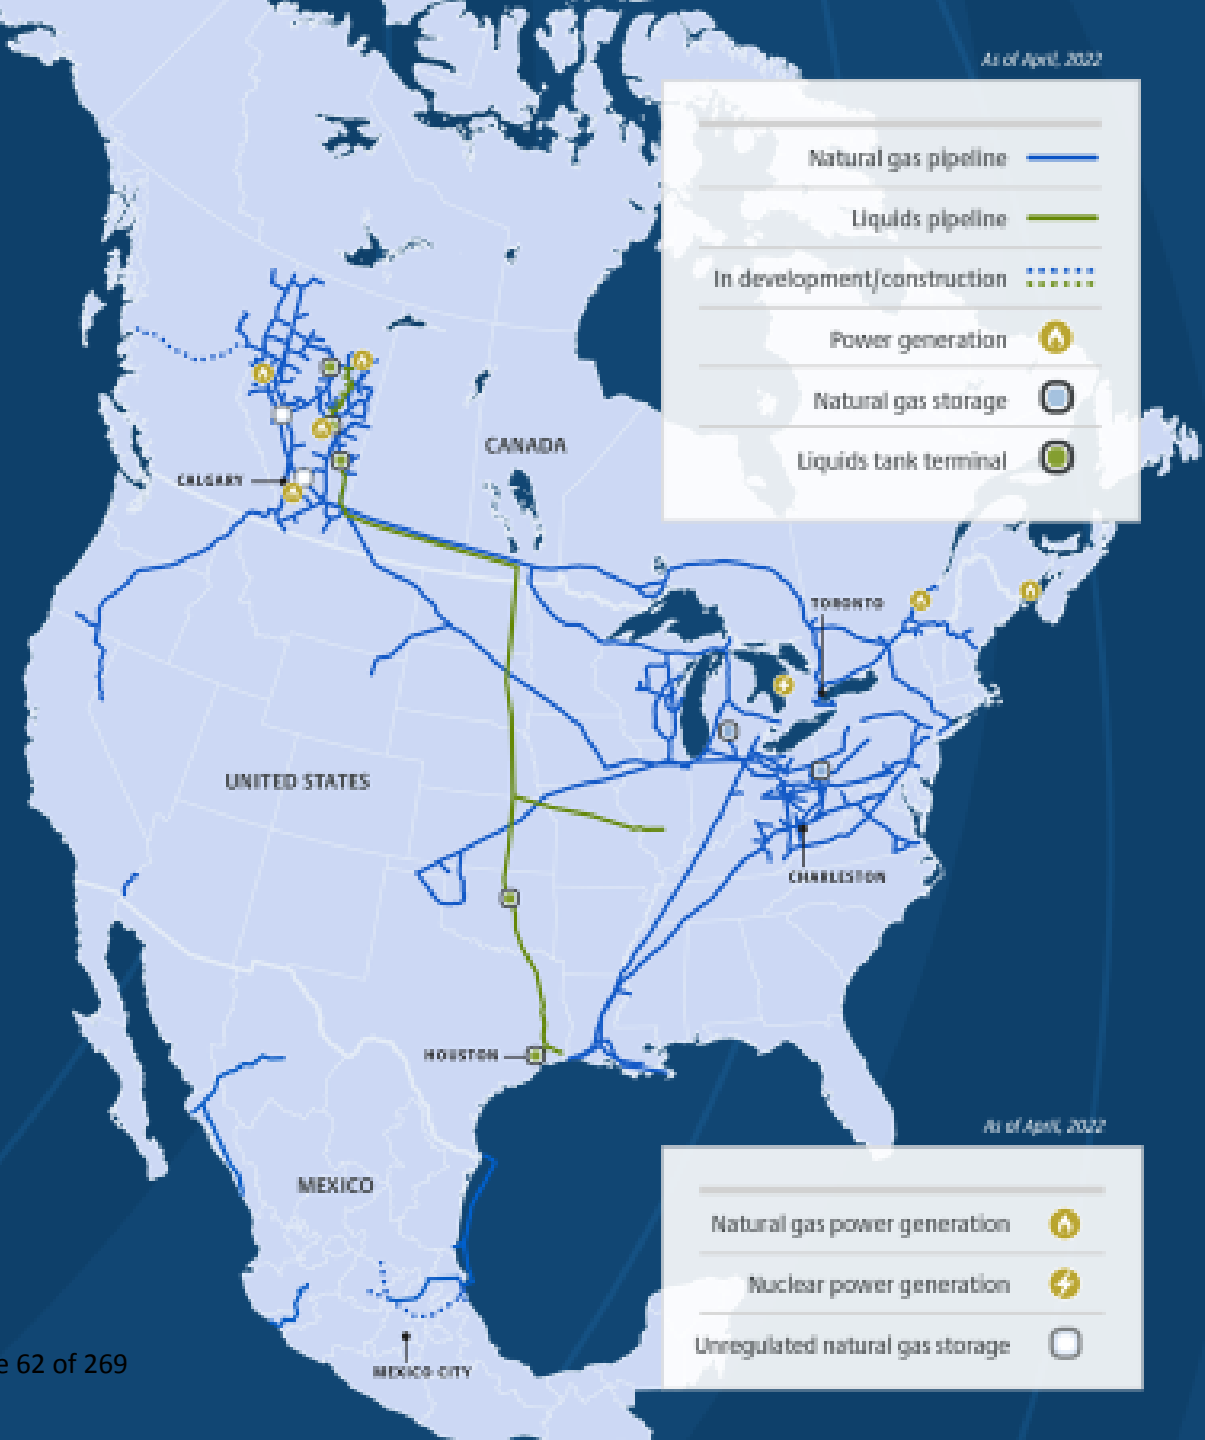 As of April, 2022
Natural gas pipeline
Liquids pipeline
In development/construction
Power generation
Natural gas storage
Liquids tank terminal
CANADA
CALGARY
TORONTO
UNITED STATES
CHARLESTON
HOUSTON
As of April, 2022
MEXICO
Natural gas power generation
Nuclear power generation
Unregulated natural gas storage
e 62 of 269
MEXICO CITY